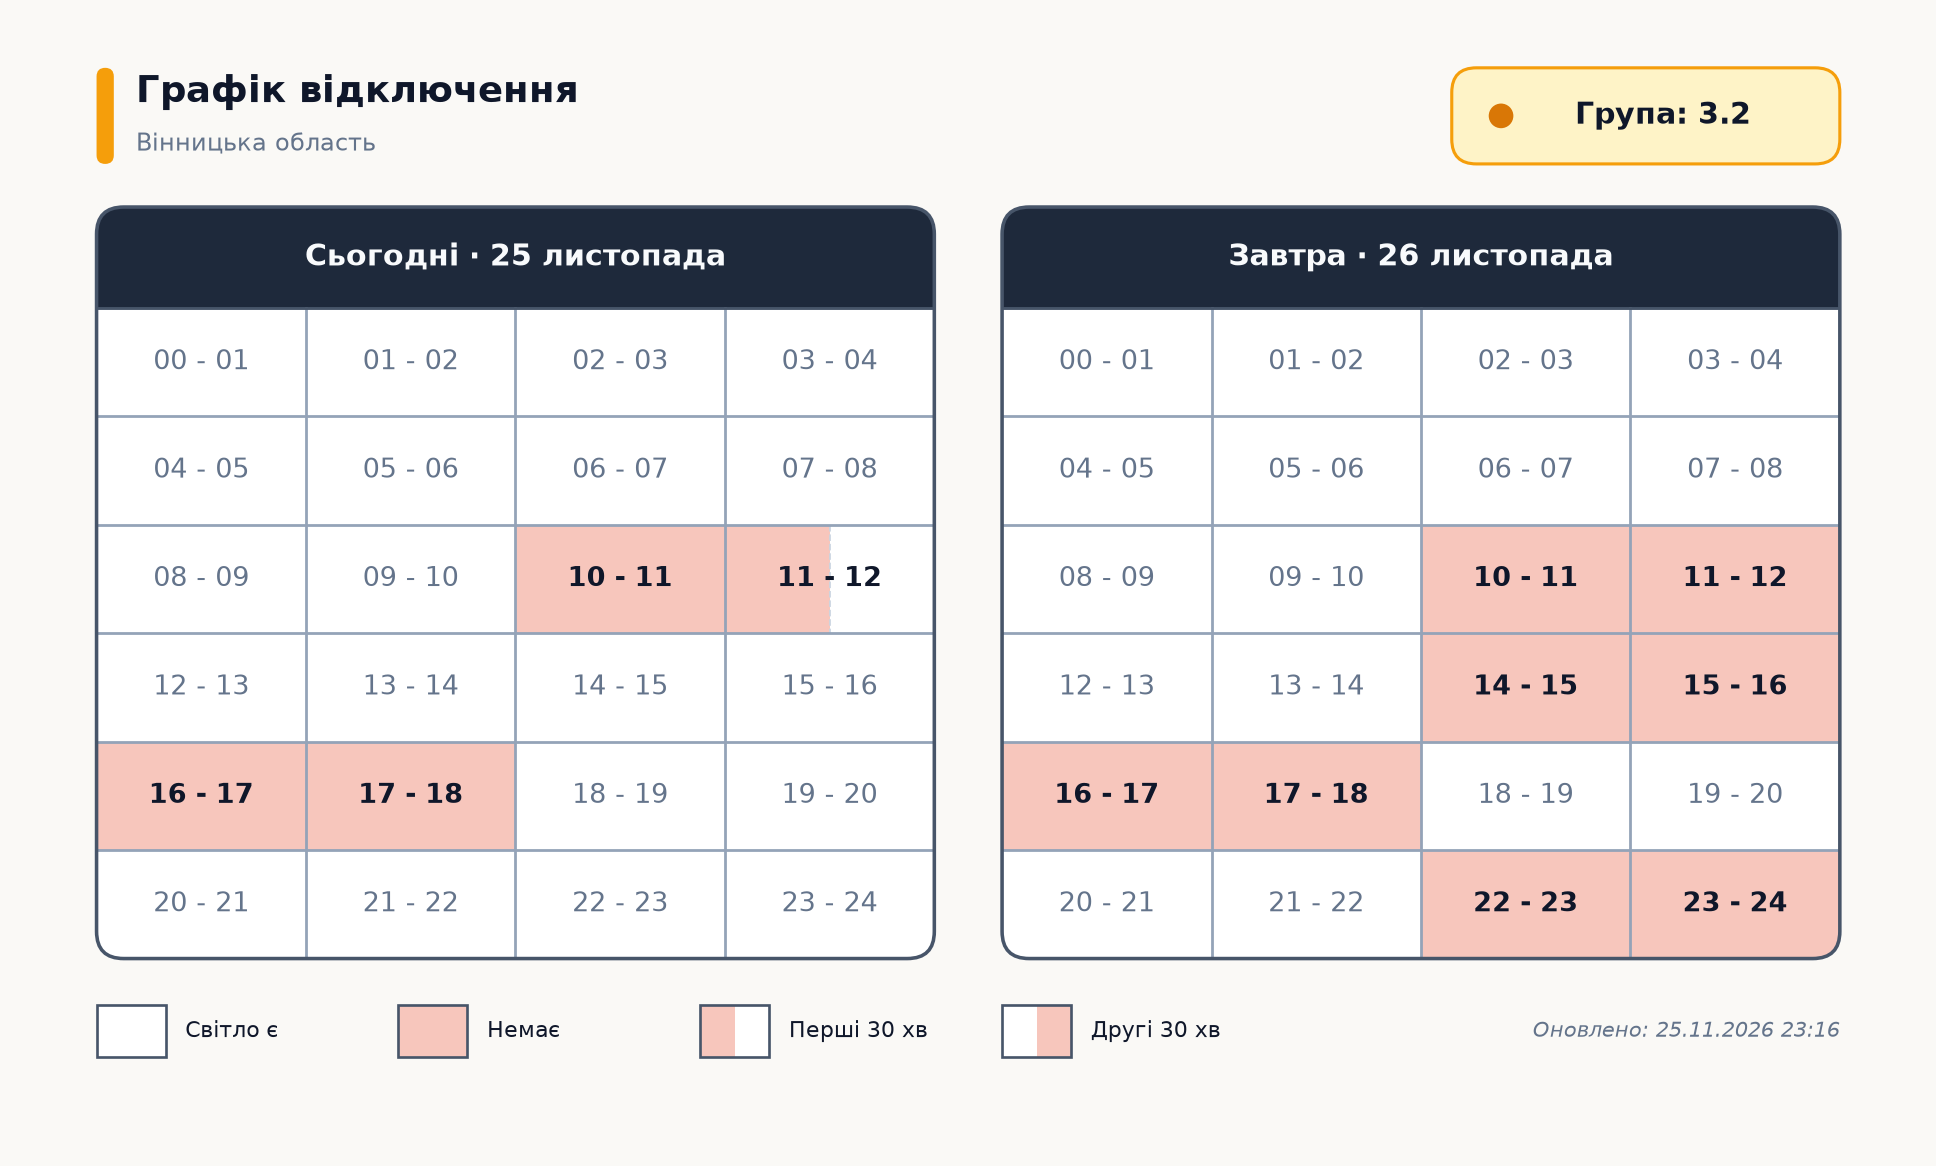 Графік відключення
Вінницька область
Група: 3.2
Сьогодні · 25 листопада
00 - 01 01 - 02 02 - 03 03 - 04
04 - 05 05 - 06 06 - 07 07 - 08
08 - 09 09 - 10 10 - 11 11 - 12
12 - 13 13 - 14 14 - 15 15 - 16
16 - 17 17 - 18 18 - 19 19 - 20
20 - 21 21 - 22 22 - 23 23 - 24
Завтра · 26 листопада
00 - 01 01 - 02 02 - 03 03 - 04
04 - 05 05 - 06 06 - 07 07 - 08
08 - 09 09 - 10 10 - 11 11 - 12
12 - 13 13 - 14 14 - 15 15 - 16
16 - 17 17 - 18 18 - 19 19 - 20
20 - 21 21 - 22 22 - 23 23 - 24
Світло є Немає Перші 30 хв Другі 30 хв
Оновлено: 25.11.2026 23:16